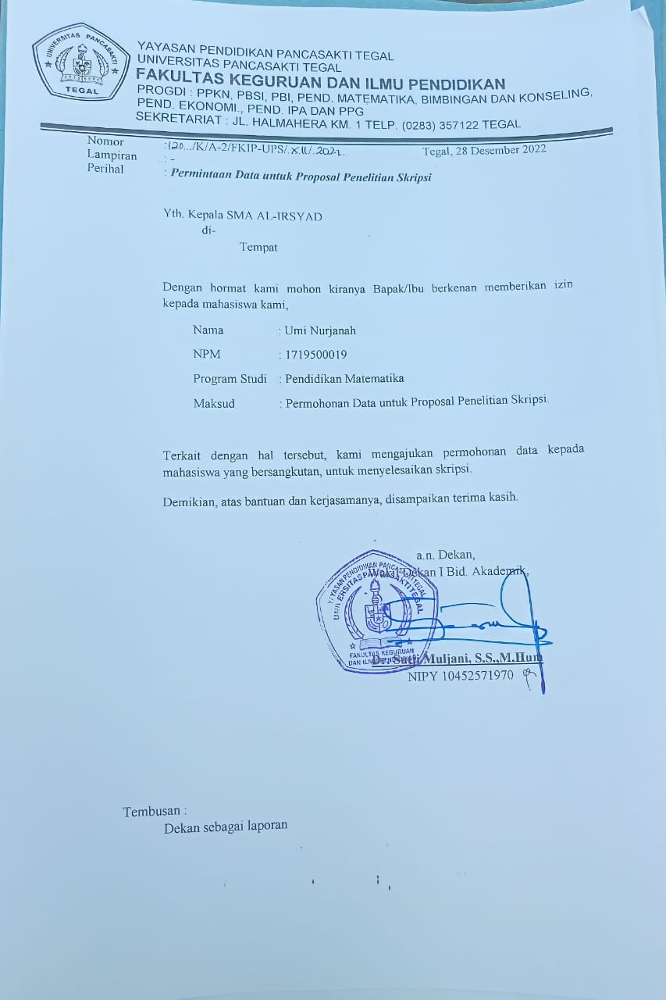 UNIVERSITAS PANCASAKTI
TEGAL
YAYASAN PENDIDIKAN PANCASAKTI TEGAL
UNIVERSITAS PANCASAKTI TEGAL
FAKULTAS KEGURUAN DAN ILMU PENDIDIKAN
PROGDI : PPKN, PBSI, PBI, PEND. MATEMATIKA, BIMBINGAN DAN KONSELING,
PEND. EKONOMI., PEND. IPA DAN PPG
SEKRETARIAT : JL. HALMAHERA KM. 1 TELP. (0283) 357122 TEGAL
Nomor : 120.../K/A-2/FKIP-UPS/.XII/.2022. Tegal, 28 Desember 2022
Lampiran : -
Perihal : Permintaan Data untuk Proposal Penelitian Skripsi
Yth. Kepala SMA AL-IRSYAD
di-
Tempat
Dengan hormat kami mohon kiranya Bapak/Ibu berkenan memberikan izin
kepada mahasiswa kami,
Nama : Umi Nurjanah
NPM : 1719500019
Program Studi : Pendidikan Matematika
Maksud : Permohonan Data untuk Proposal Penelitian Skripsi.
Terkait dengan hal tersebut, kami mengajukan permohonan data kepada
mahasiswa yang bersangkutan, untuk menyelesaikan skripsi.
Demikian, atas bantuan dan kerjasamanya, disampaikan terima kasih.
a.n. Dekan,
Wakil Dekan I Bid. Akademik,
YAYASAN PENDIDIKAN PANCASAKTI TEGAL
UNIVERSITAS PANCASAKTI TEGAL
FAKULTAS KEGURUAN
DAN ILMU PENDIDIKAN
Dr. Sutji Muljani, S.S.,M.Hum
NIPY 10452571970
Tembusan :
Dekan sebagai laporan